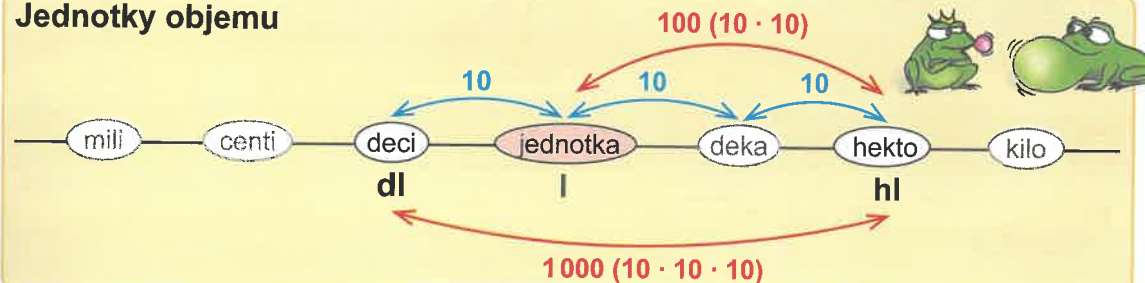 Jednotky objemu
100 (10 · 10)
10 10 10
mili centi deci jednotka deka hekto kilo
dl l hl
1 000 (10 · 10 · 10)